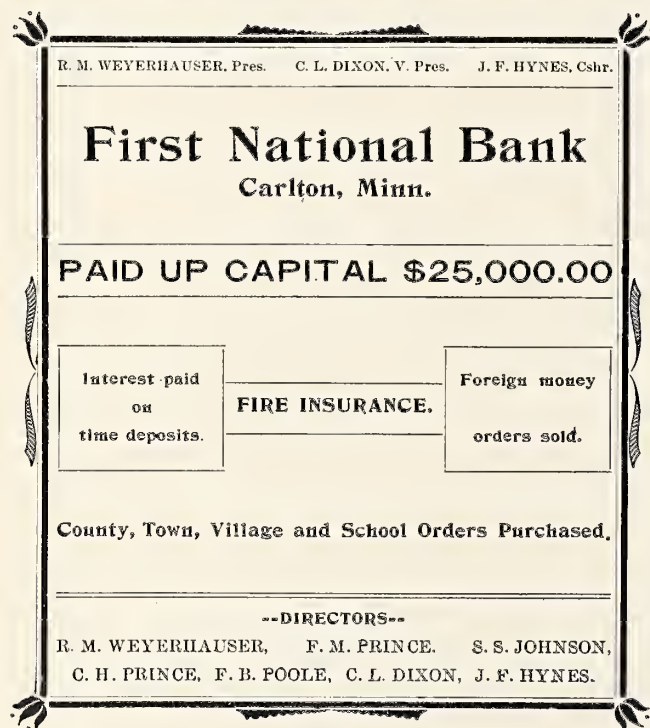 R. M. WEYERHAUSER, Pres. C. L. DIXON, V. Pres. J. F. HYNES, Cshr.
First National Bank
Carlton, Minn.
PAID UP CAPITAL $25,000.00
Interest paid
on
time deposits.
FIRE INSURANCE.
Foreign money
orders sold.
County, Town, Village and School Orders Purchased.
--DIRECTORS--
R. M. WEYERHAUSER, F. M. PRINCE. S. S. JOHNSON,
C. H. PRINCE, F. B. POOLE, C. L. DIXON, J. F. HYNES.